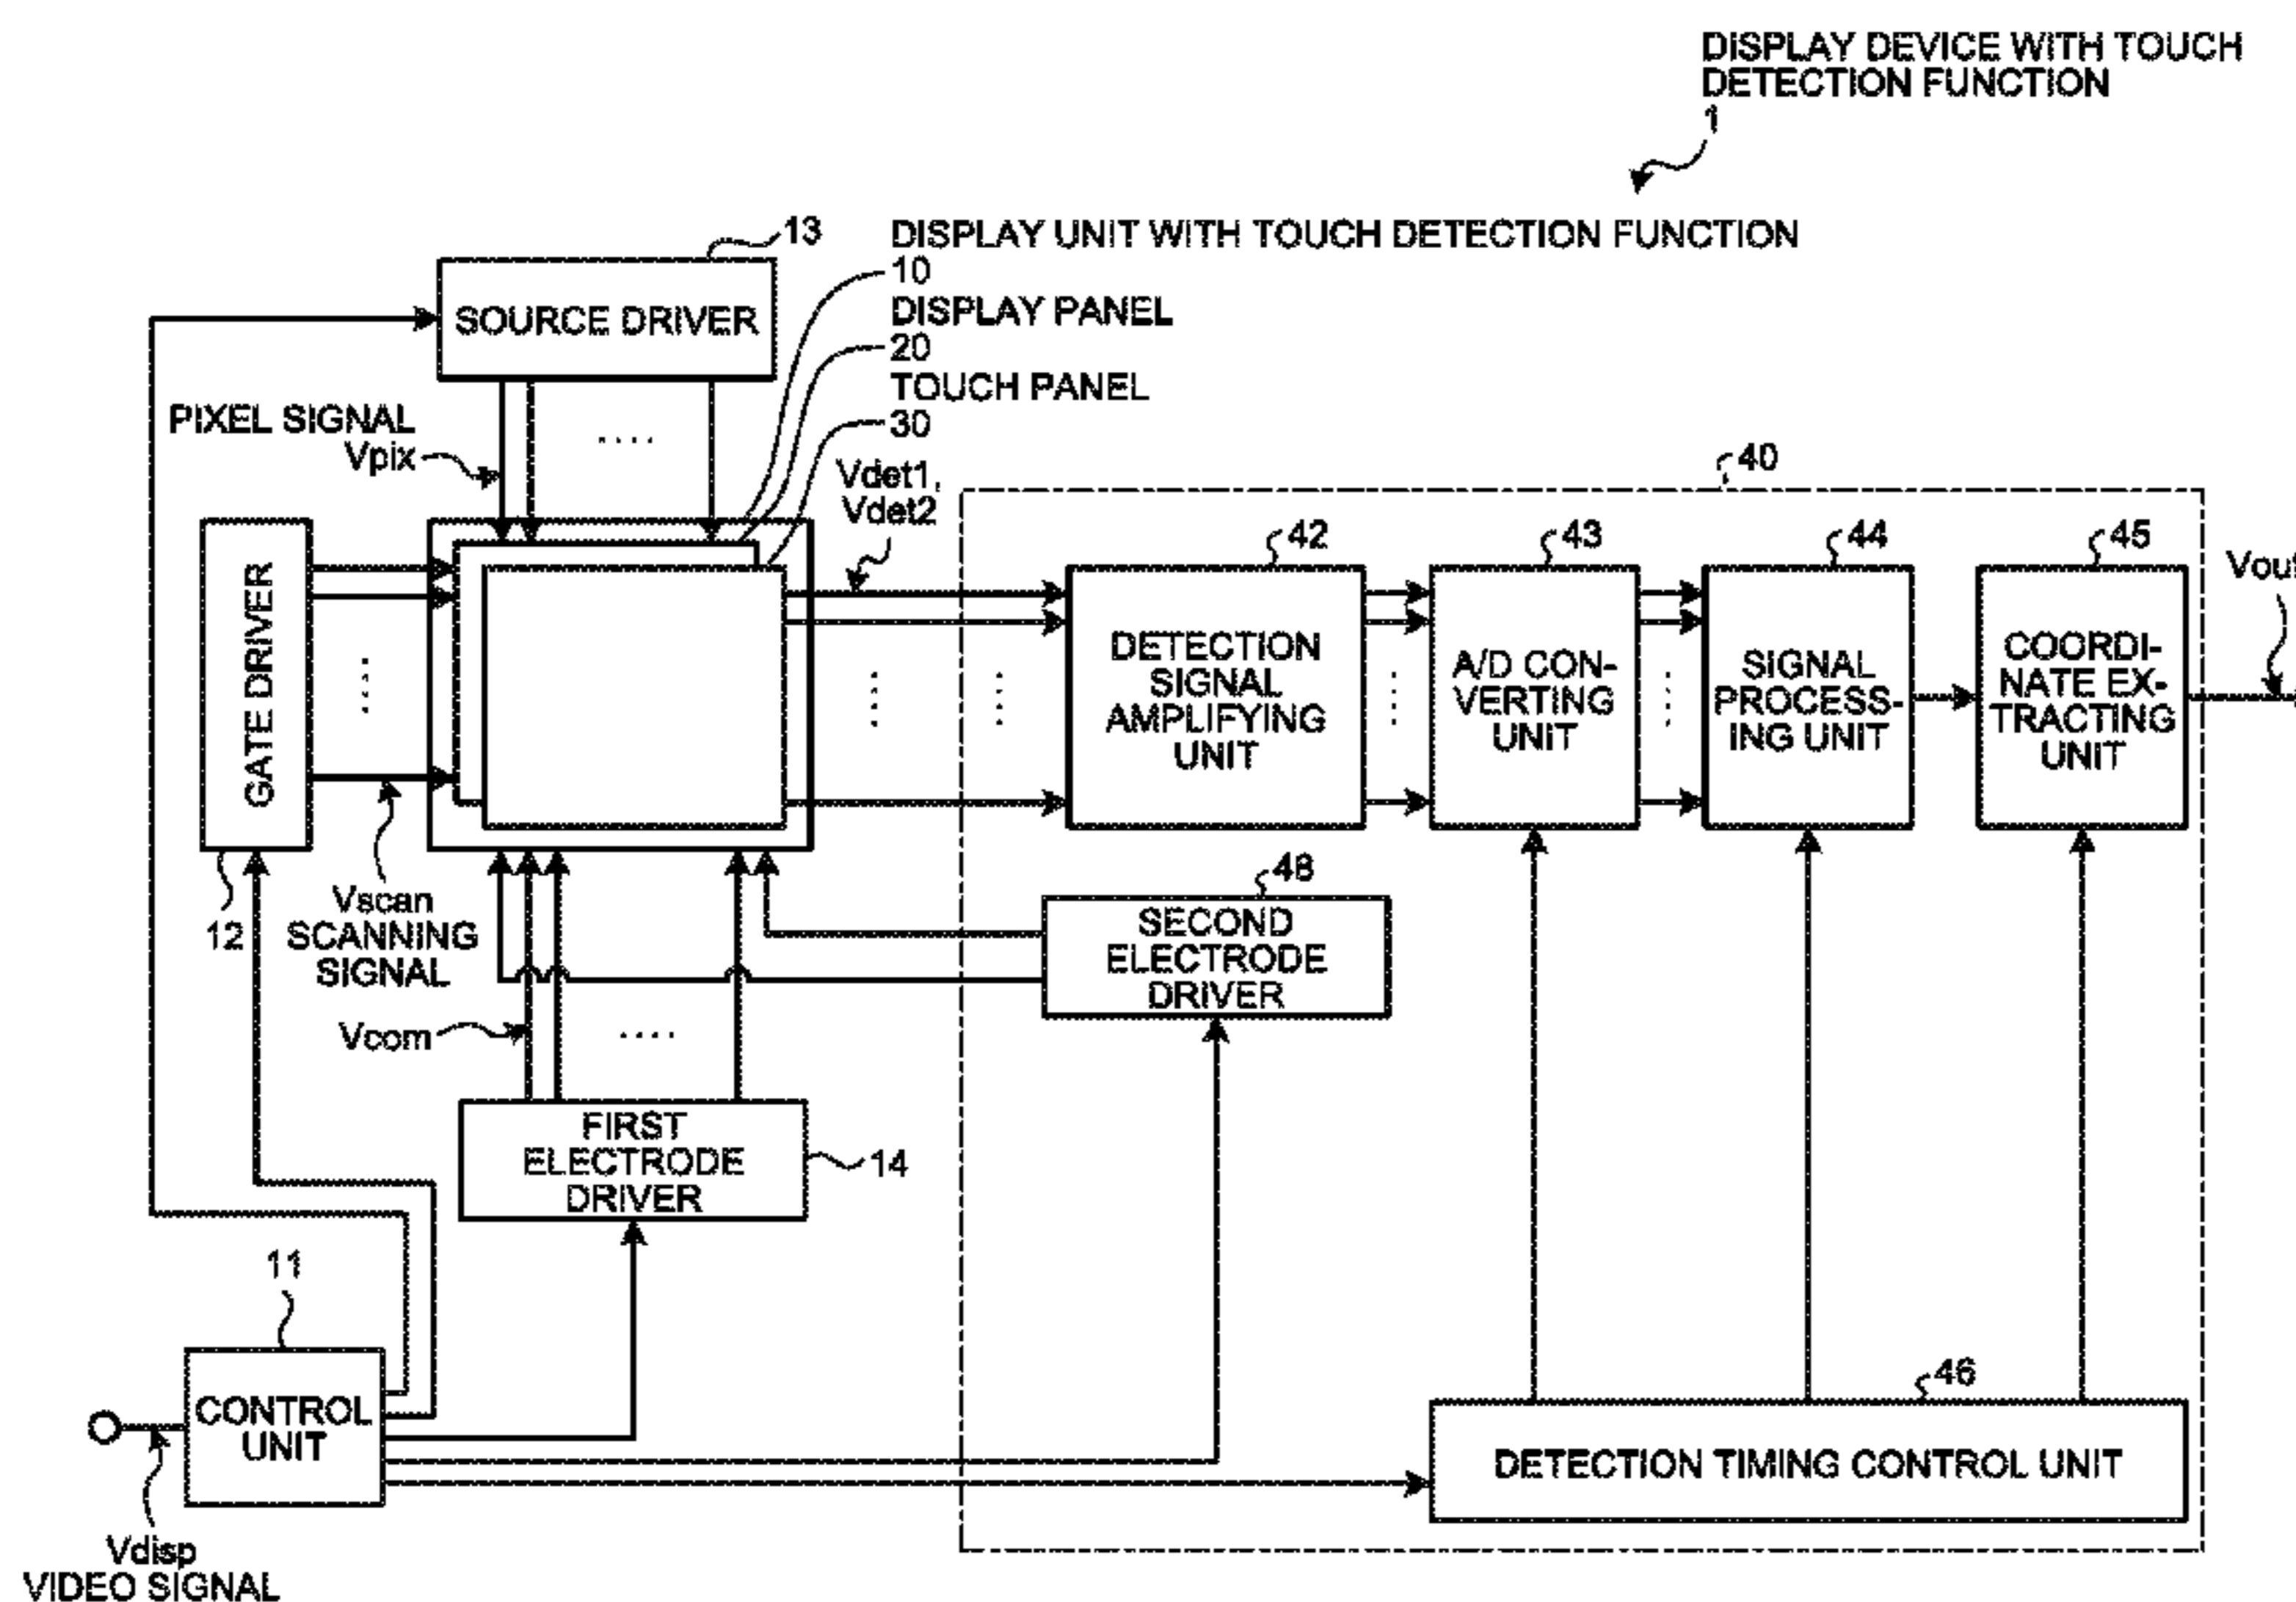 DISPLAY DEVICE WITH TOUCH
DETECTION FUNCTION
1
13
DISPLAY UNIT WITH TOUCH DETECTION FUNCTION
10
DISPLAY PANEL
20
TOUCH PANEL
30
SOURCE DRIVER
PIXEL SIGNAL
Vpix
Vdet1,
Vdet2
40
42
43
44
45
GATE DRIVER
DETECTION
SIGNAL
AMPLIFYING
UNIT
A/D CON-
VERTING
UNIT
SIGNAL
PROCESS-
ING UNIT
COORDI-
NATE EX-
TRACTING
UNIT
Vout
12
Vscan
SCANNING
SIGNAL
48
SECOND
ELECTRODE
DRIVER
Vcom
FIRST
ELECTRODE
DRIVER
14
11
CONTROL
UNIT
46
DETECTION TIMING CONTROL UNIT
Vdisp
VIDEO SIGNAL